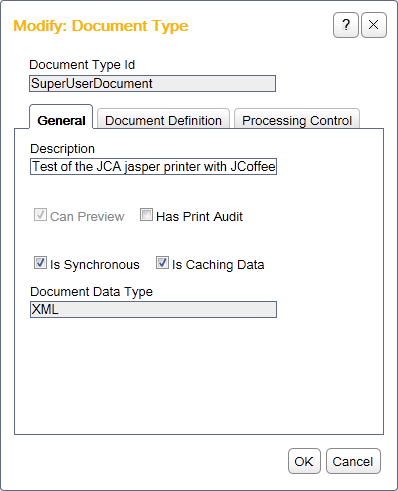 Modify: Document Type
?
Document Type Id
SuperUserDocument
General Document Definition Processing Control
Description
Test of the JCA jasper printer with JCoffee
Can Preview Has Print Audit
Is Synchronous Is Caching Data
Document Data Type
XML
OK Cancel